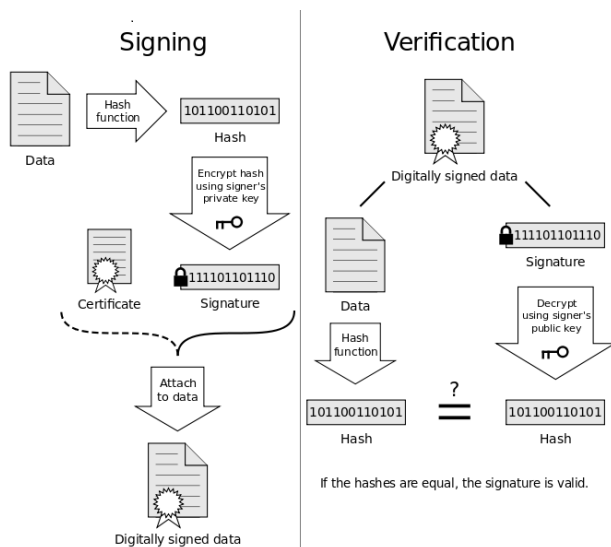 Signing
Data
Hash
function
101100110101
Hash
Encrypt hash
using signer's
private key
Certificate
111101101110
Signature
Attach
to data
Digitally signed data
Verification
Digitally signed data
Data
111101101110
Signature
Hash
function
Decrypt
using signer's
public key
101100110101
Hash
?
=
101100110101
Hash
If the hashes are equal, the signature is valid.